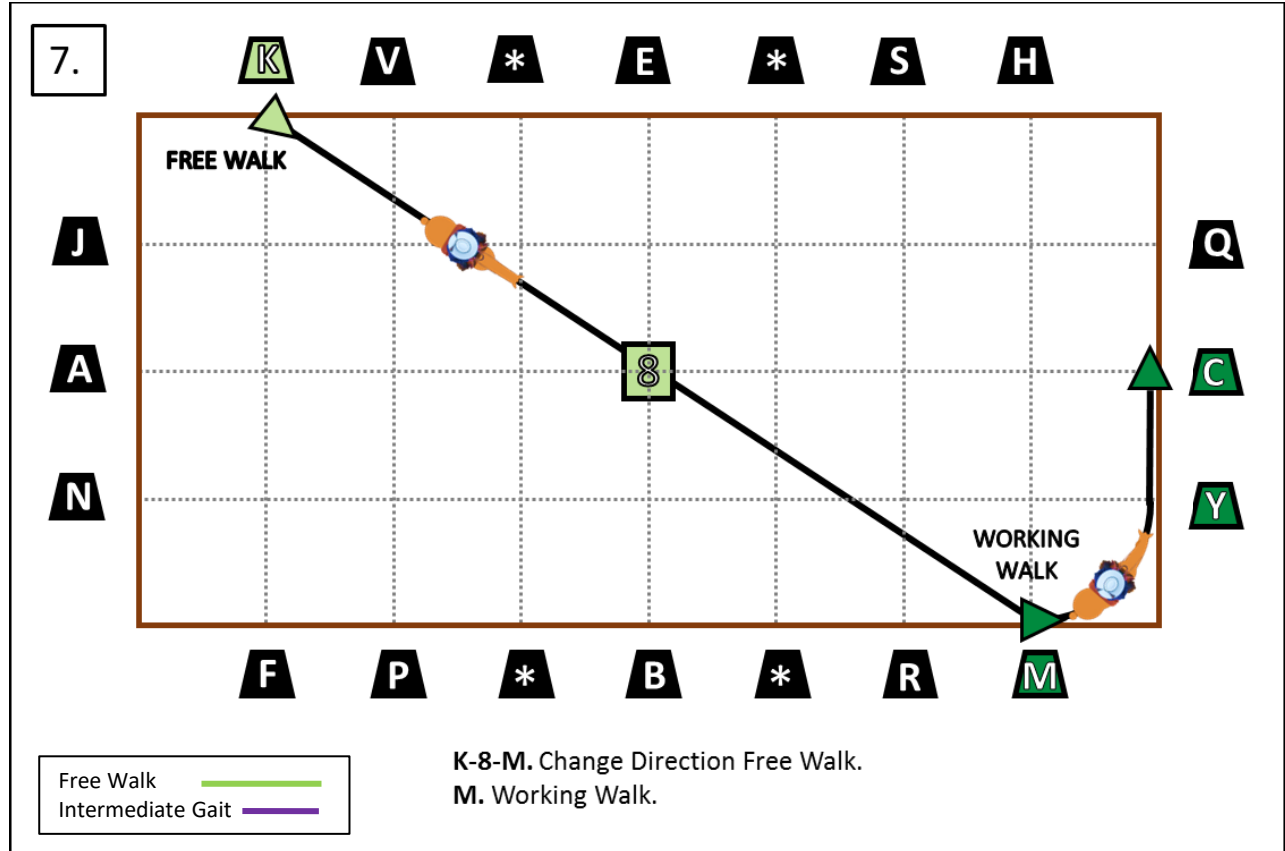 7.
K V * E * S H
FREE WALK
J Q
A 8 C
N Y
WORKING
WALK
F P * B * R M
Free Walk
Intermediate Gait
K-8-M. Change Direction Free Walk.
M. Working Walk.